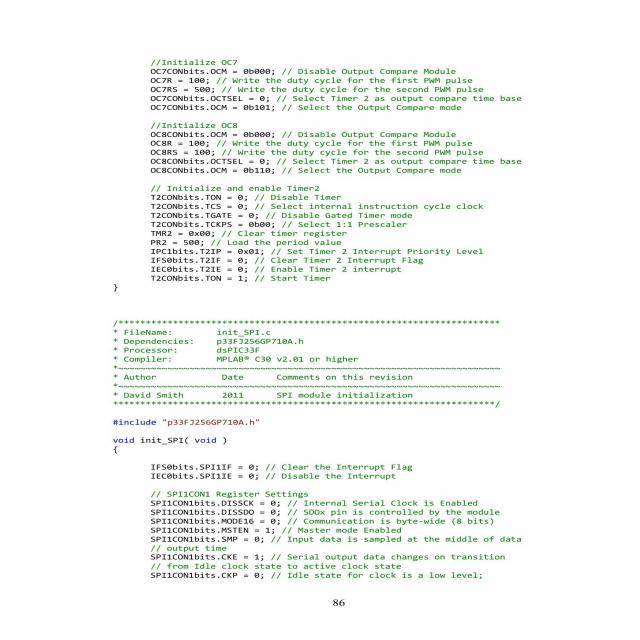 //Initialize OC7
OC7CONbits.OCM = 0b000; // Disable Output Compare Module
OC7R = 100; // Write the duty cycle for the first PWM pulse
OC7RS = 500; // Write the duty cycle for the second PWM pulse
OC7CONbits.OCTSEL = 0; // Select Timer 2 as output compare time base
OC7CONbits.OCM = 0b101; // Select the Output Compare mode
//Initialize OC8
OC8CONbits.OCM = 0b000; // Disable Output Compare Module
OC8R = 100; // Write the duty cycle for the first PWM pulse
OC8RS = 100; // Write the duty cycle for the second PWM pulse
OC8CONbits.OCTSEL = 0; // Select Timer 2 as output compare time base
OC8CONbits.OCM = 0b110; // Select the Output Compare mode
// Initialize and enable Timer2
T2CONbits.TON = 0; // Disable Timer
T2CONbits.TCS = 0; // Select internal instruction cycle clock
T2CONbits.TGATE = 0; // Disable Gated Timer mode
T2CONbits.TCKPS = 0b00; // Select 1:1 Prescaler
TMR2 = 0x00; // Clear timer register
PR2 = 500; // Load the period value
IPC1bits.T2IP = 0x01; // Set Timer 2 Interrupt Priority Level
IFS0bits.T2IF = 0; // Clear Timer 2 Interrupt Flag
IEC0bits.T2IE = 0; // Enable Timer 2 interrupt
T2CONbits.TON = 1; // Start Timer
}
/**********************************************************************
* FileName: init_SPI.c
* Dependencies: p33FJ256GP710A.h
* Processor: dsPIC33F
* Compiler: MPLAB® C30 v2.01 or higher
*~~~~~~~~~~~~~~~~~~~~~~~~~~~~~~~~~~~~~~~~~~~~~~~~~~~~~~~~~~~~~~~~~~~~~~
* Author Date Comments on this revision
*~~~~~~~~~~~~~~~~~~~~~~~~~~~~~~~~~~~~~~~~~~~~~~~~~~~~~~~~~~~~~~~~~~~~~~
* David Smith 2011 SPI module initialization
**********************************************************************/
#include "p33FJ256GP710A.h"
void init_SPI( void )
{
IFS0bits.SPI1IF = 0; // Clear the Interrupt Flag
IEC0bits.SPI1IE = 0; // Disable the Interrupt
// SPI1CON1 Register Settings
SPI1CON1bits.DISSCK = 0; // Internal Serial Clock is Enabled
SPI1CON1bits.DISSDO = 0; // SDOx pin is controlled by the module
SPI1CON1bits.MODE16 = 0; // Communication is byte-wide (8 bits)
SPI1CON1bits.MSTEN = 1; // Master mode Enabled
SPI1CON1bits.SMP = 0; // Input data is sampled at the middle of data
// output time
SPI1CON1bits.CKE = 1; // Serial output data changes on transition
// from Idle clock state to active clock state
SPI1CON1bits.CKP = 0; // Idle state for clock is a low level;
86